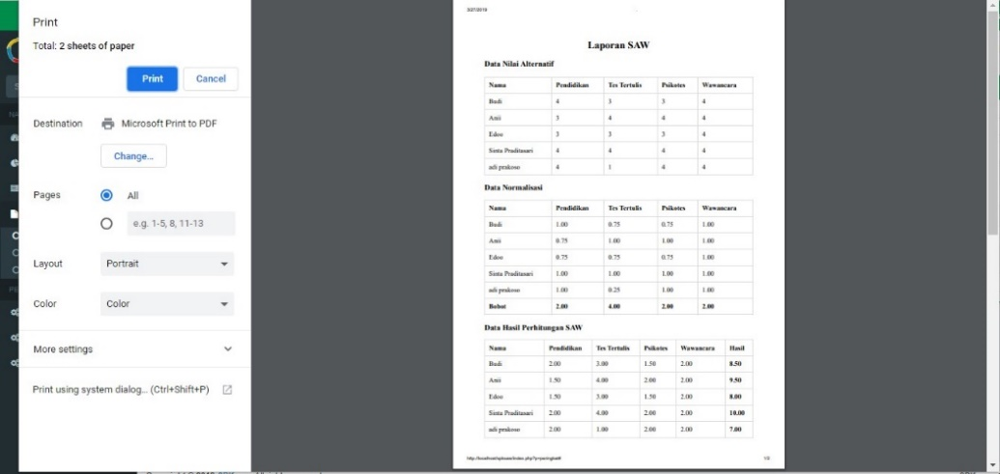 Print
Total: 2 sheets of paper
Print Cancel
Destination Microsoft Print to PDF
Change...
Pages All
e.g. 1-5, 8, 11-13
Layout Portrait
Color Color
More settings
Print using system dialog... (Ctrl+Shift+P)
3/27/2019
Laporan SAW
Data Nilai Alternatif
Nama Pendidikan Tes Tertulis Psikotes Wawancara
Budi 4 3 3 4
Anii 3 4 4 4
Edoo 3 3 3 4
Sinta Praditasari 4 4 4 4
adi prakoso 4 1 4 4
Data Normalisasi
Nama Pendidikan Tes Tertulis Psikotes Wawancara
Budi 1.00 0.75 0.75 1.00
Anii 0.75 1.00 1.00 1.00
Edoo 0.75 0.75 0.75 1.00
Sinta Praditasari 1.00 1.00 1.00 1.00
adi prakoso 1.00 0.25 1.00 1.00
Bobot 2.00 4.00 2.00 2.00
Data Hasil Perhitungan SAW
Nama Pendidikan Tes Tertulis Psikotes Wawancara Hasil
Budi 2.00 3.00 1.50 2.00 8.50
Anii 1.50 4.00 2.00 2.00 9.50
Edoo 1.50 3.00 1.50 2.00 8.00
Sinta Praditasari 2.00 4.00 2.00 2.00 10.00
adi prakoso 2.00 1.00 2.00 2.00 7.00
1/2